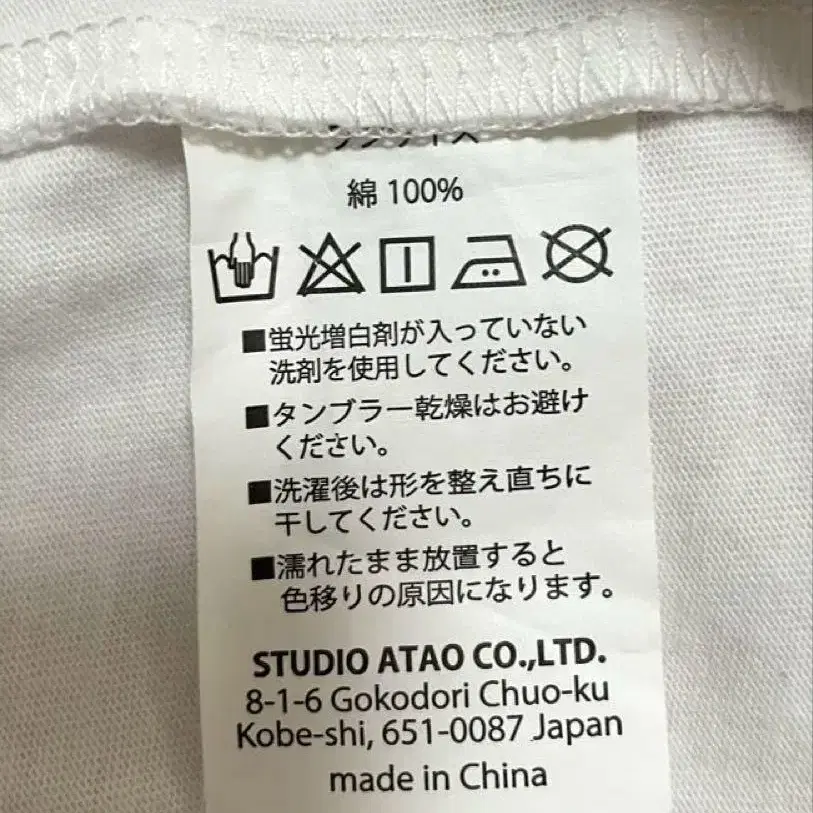 綿 100%
■蛍光増白剤が入っていない
洗剤を使用してください。
■タンブラー乾燥はお避け
ください。
■洗濯後は形を整え直ちに
干してください。
■濡れたまま放置すると
色移りの原因になります。
STUDIO ATAO CO.,LTD.
8-1-6 Gokodori Chuo-ku
Kobe-shi, 651-0087 Japan
made in China